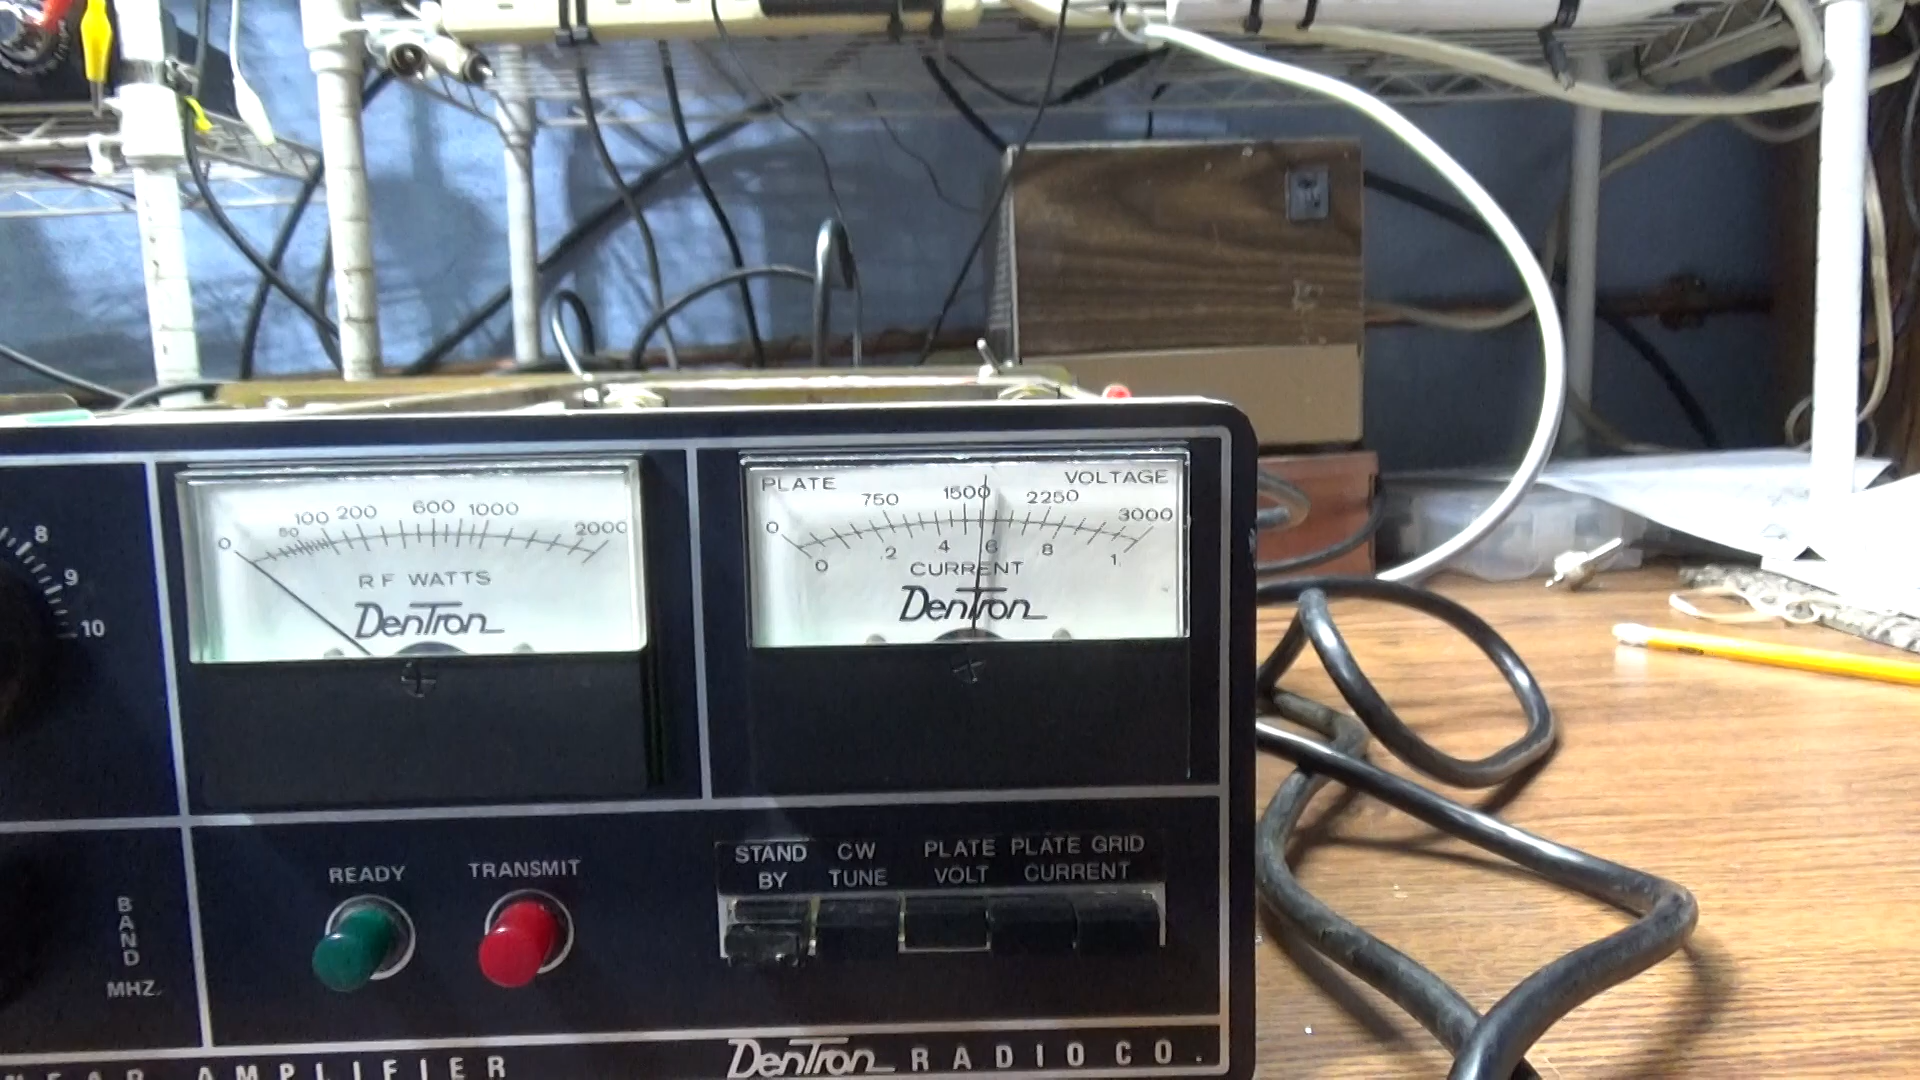 8
9
10
0 50 100 200 600 1000 2000
RF WATTS
DenTron
PLATE VOLTAGE
0 750 1500 2250 3000
0 .2 4 6 8 1.
CURRENT
DenTron
READY TRANSMIT
STAND BY
CW TUNE
PLATE VOLT
PLATE GRID
CURRENT
BAND
MHZ.
AMPLIFIER
DenTron RADIO CO.